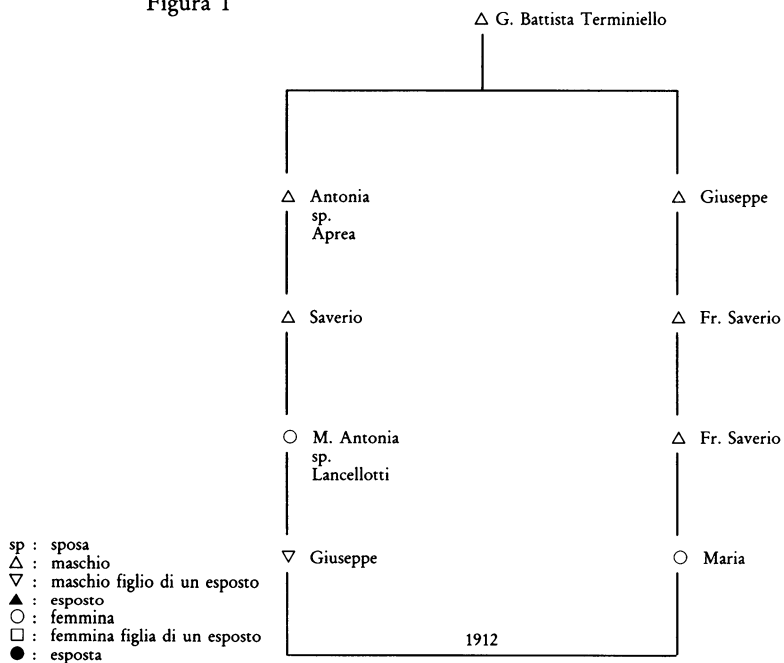 Figura 1
△ G. Battista Terminiello
△ Antonia
sp.
Aprea
△ Giuseppe
△ Saverio
△ Fr. Saverio
○ M. Antonia
sp.
Lancellotti
△ Fr. Saverio
▽ Giuseppe
○ Maria
1912
sp : sposa
△ : maschio
▽ : maschio figlio di un esposto
▲ : esposto
○ : femmina
□ : femmina figlia di un esposto
● : esposta